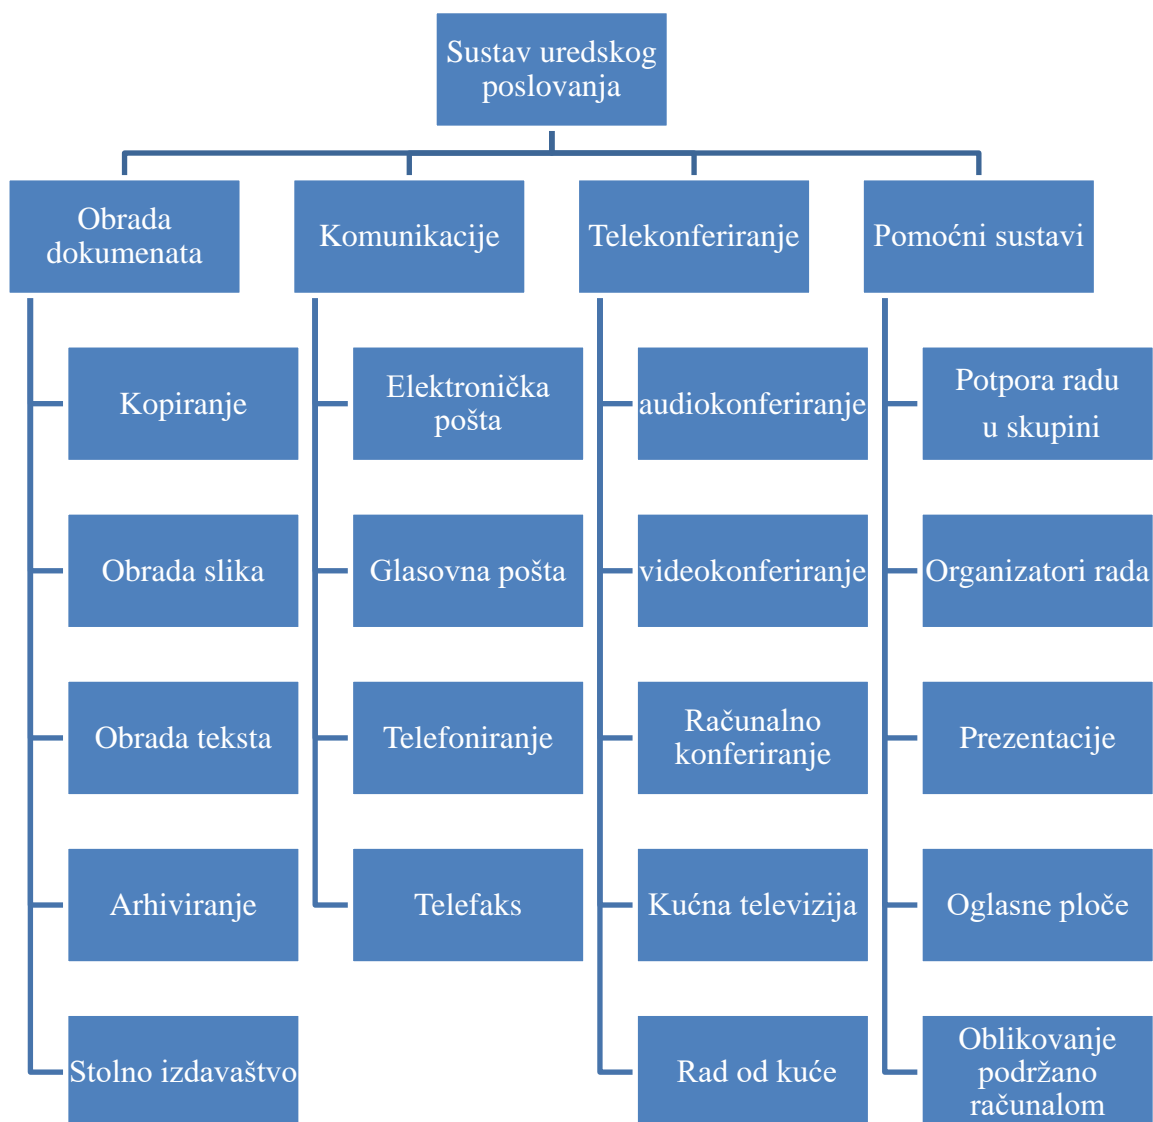 Sustav uredskog
poslovanja
Obrada
dokumenata
Komunikacije
Telekonferiranje
Pomoćni sustavi
Kopiranje
Elektronička
pošta
audiokonferiranje
Potpora radu
u skupini
Obrada slika
Glasovna pošta
videokonferiranje
Organizatori rada
Obrada teksta
Telefoniranje
Računalno
konferiranje
Prezentacije
Arhiviranje
Telefaks
Kućna televizija
Oglasne ploče
Stolno izdavaštvo
Rad od kuće
Oblikovanje
podržano
računalom